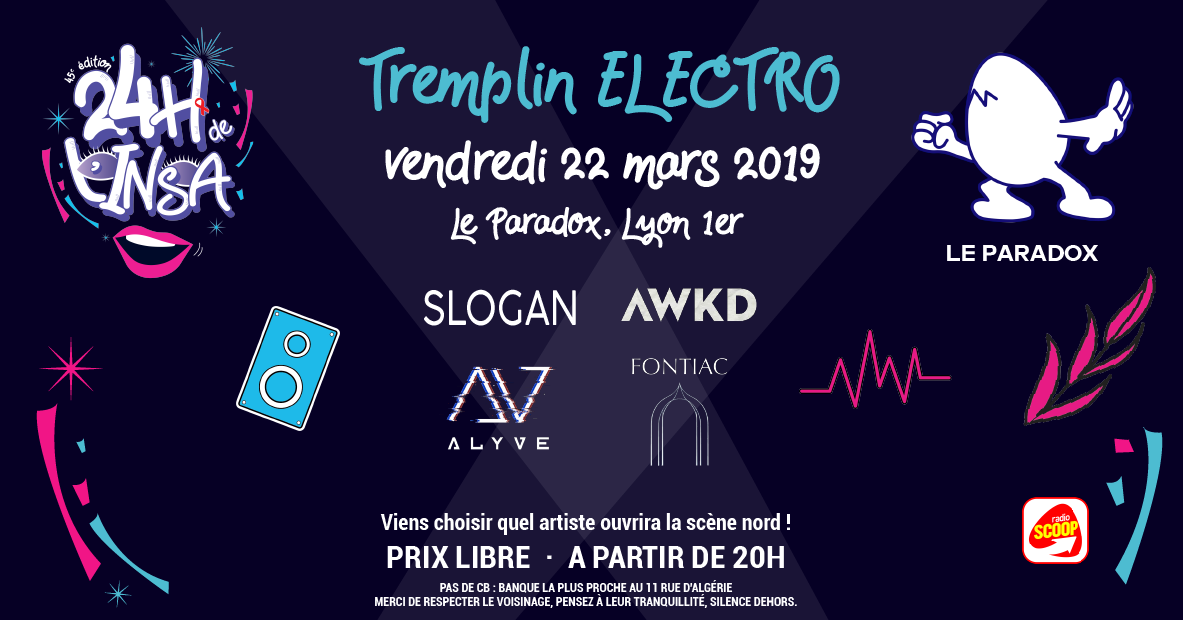 45e édition
24H
de
L'INSA
Tremplin ELECTRO
vendredi 22 mars 2019
Le Paradox, Lyon 1er
LE PARADOX
SLOGAN
AWKD
FONTIAC
AV
ALYVE
radio
SCOOP
Viens choisir quel artiste ouvrira la scène nord !
PRIX LIBRE · A PARTIR DE 20H
PAS DE CB : BANQUE LA PLUS PROCHE AU 11 RUE D'ALGÉRIE
MERCI DE RESPECTER LE VOISINAGE, PENSEZ À LEUR TRANQUILLITÉ, SILENCE DEHORS.